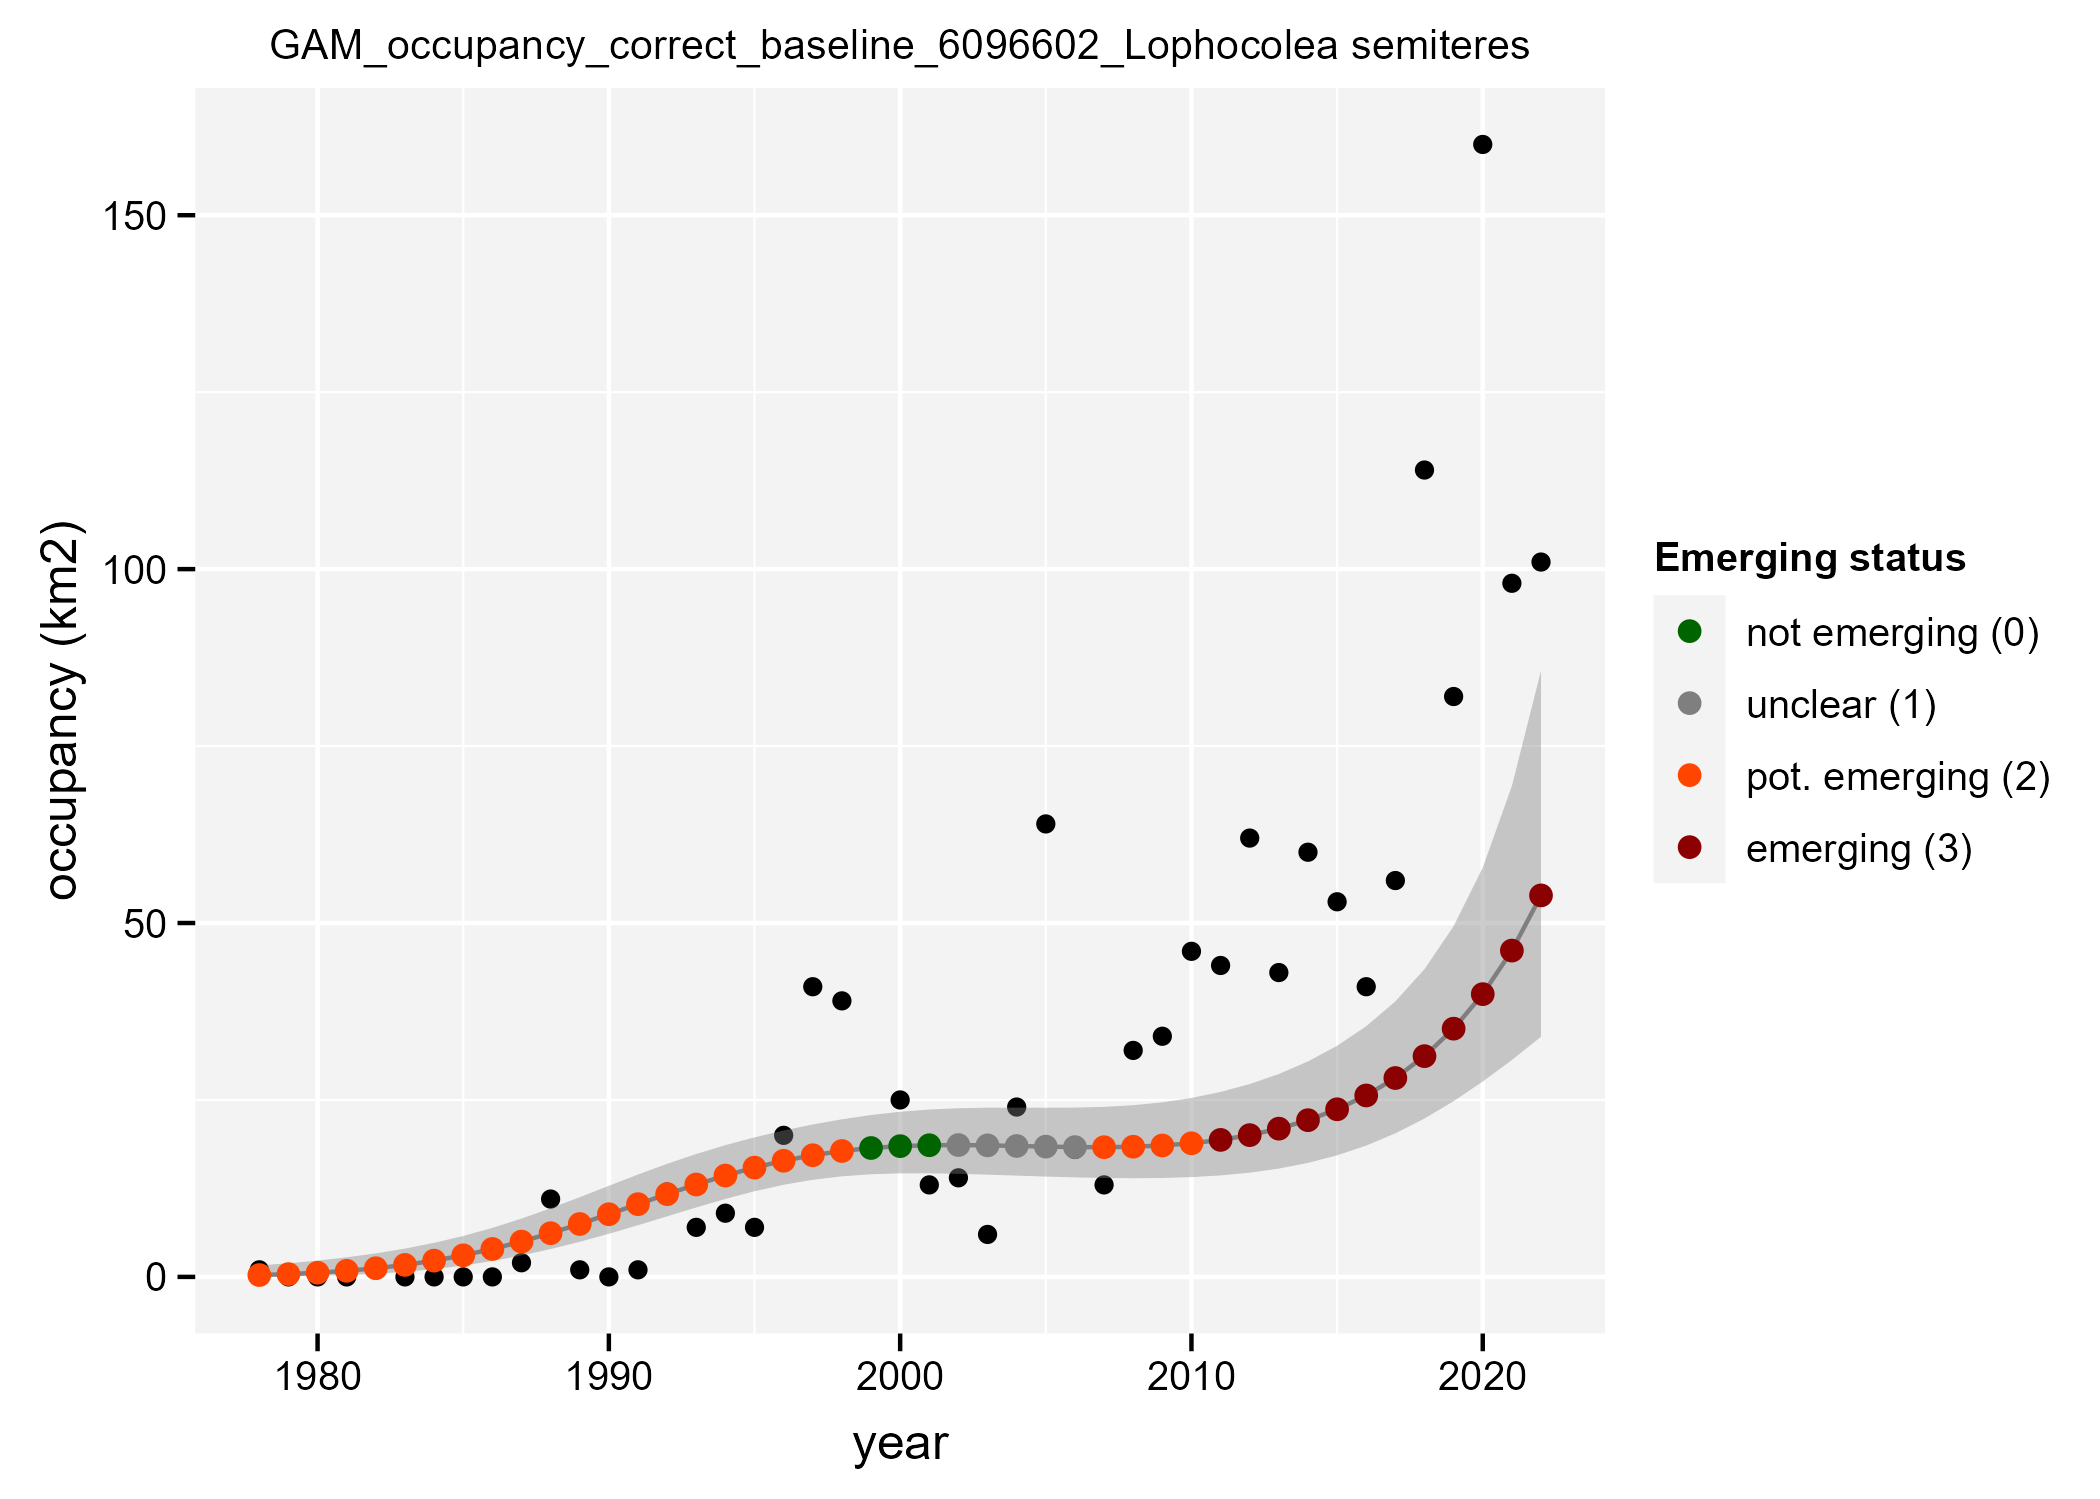 GAM_occupancy_correct_baseline_6096602_Lophocolea semiteres
occupancy (km2)
150
100
50
0
1980 1990 2000 2010 2020
year
Emerging status
not emerging (0)
unclear (1)
pot. emerging (2)
emerging (3)